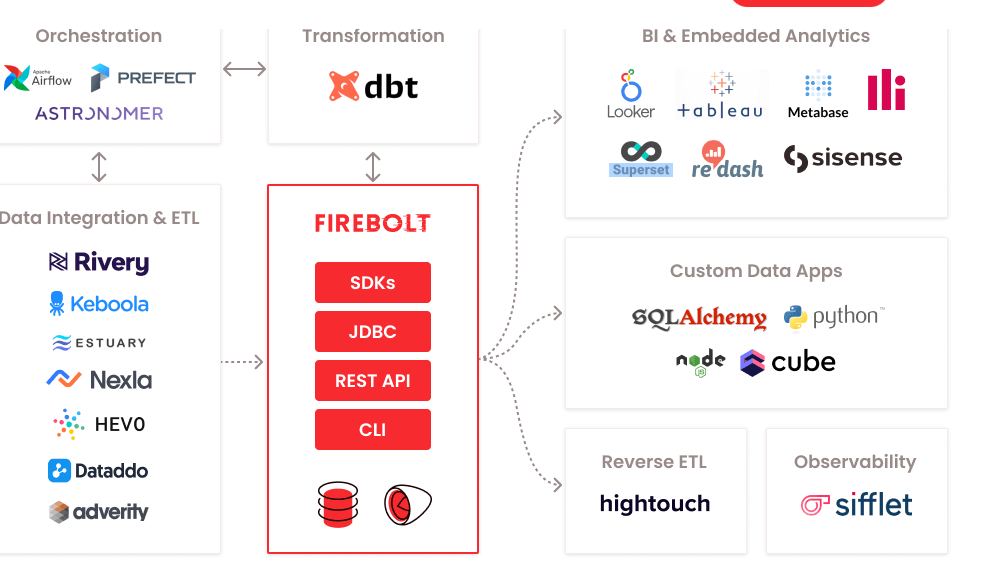 Orchestration
Apache
Airflow
PREFECT
ASTRONOMER
Transformation
dbt
BI & Embedded Analytics
Looker
+ableau
Metabase
Superset
redash
sisense
Data Integration & ETL
Rivery
Keboola
ESTUARY
Nexla
HEVO
Dataddo
adverity
FIREBOLT
SDKs
JDBC
REST API
CLI
Custom Data Apps
SQLAlchemy
python™
node
JS
cube
Reverse ETL
hightouch
Observability
sifflet